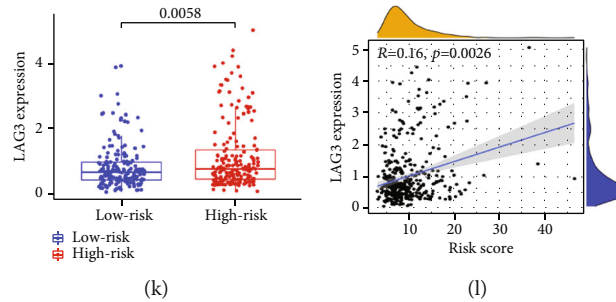 0.0058
4
2
0
LAG3 expression
Low-risk
High-risk
Low-risk
High-risk
(k)
R=0.16, p=0.0026
5
4
3
2
1
0
LAG3 expression
10 20 30 40
Risk score
(l)